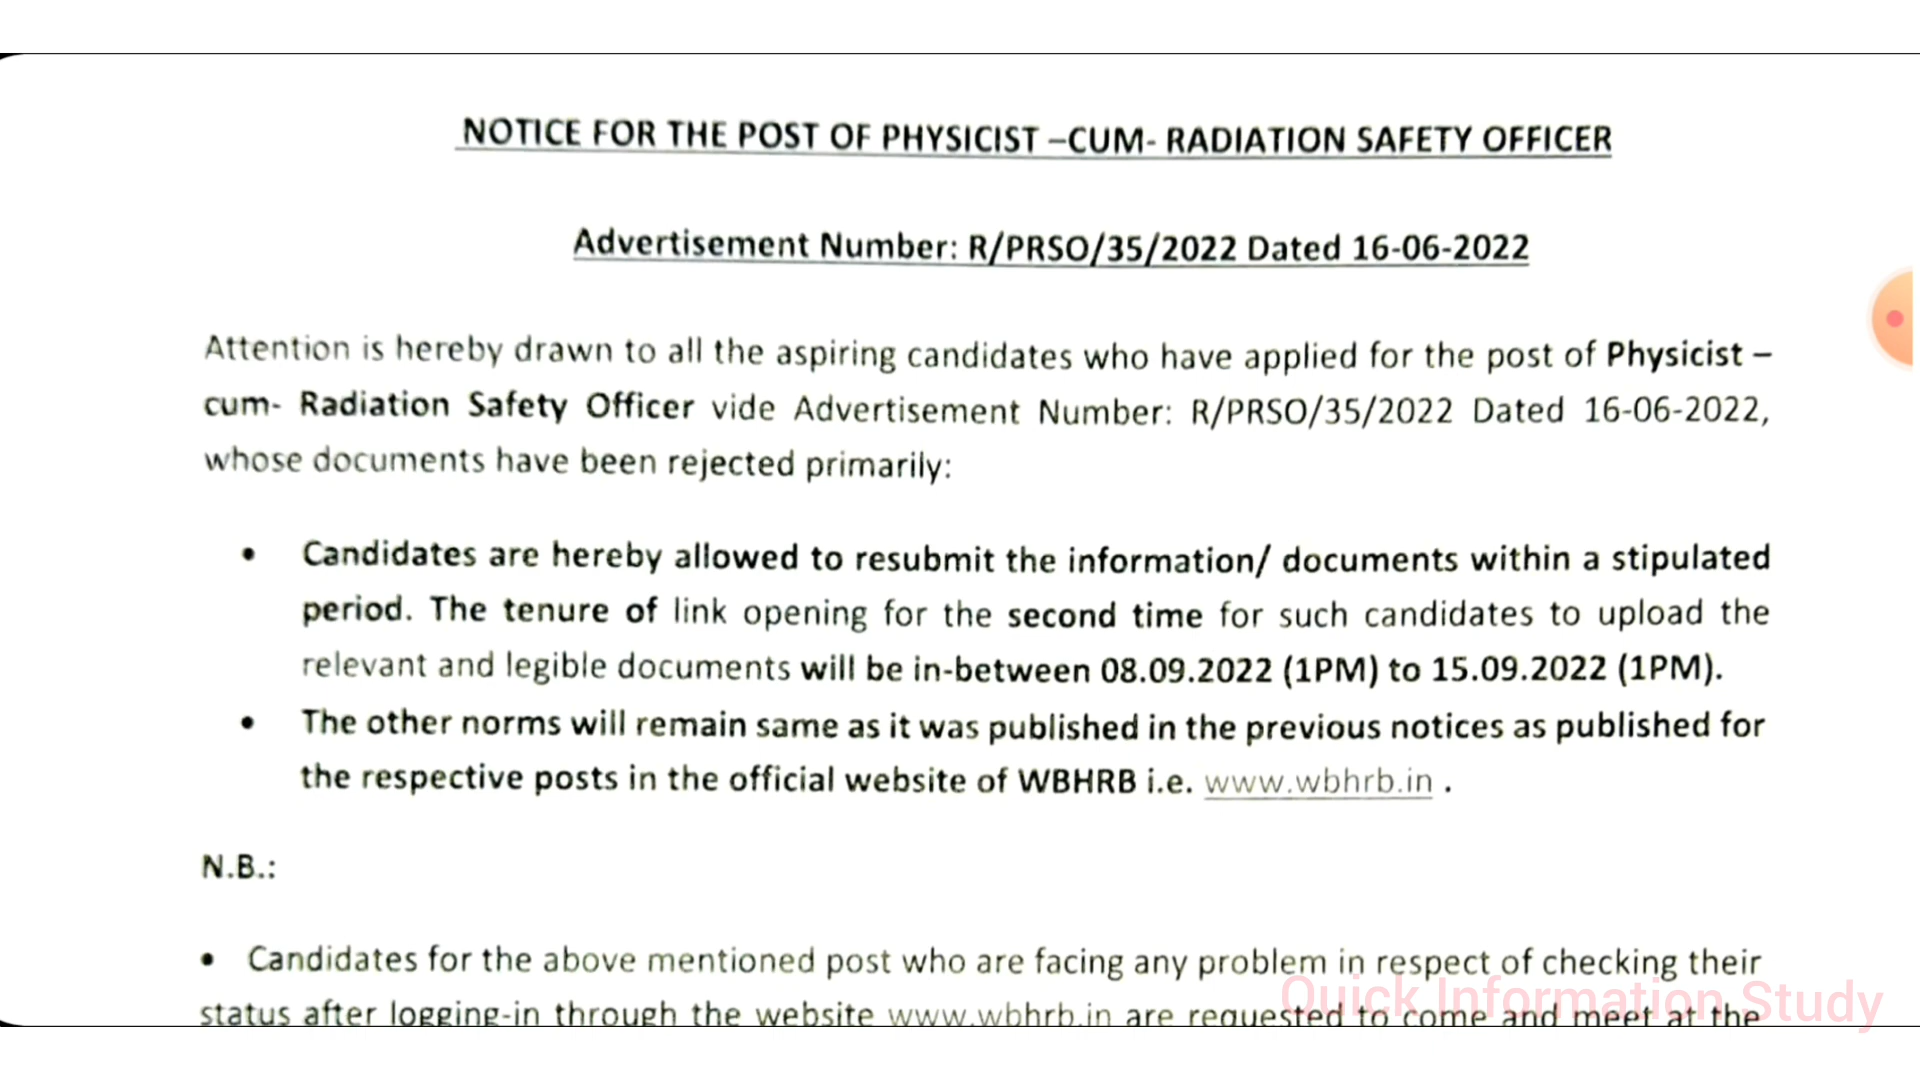 NOTICE FOR THE POST OF PHYSICIST –CUM- RADIATION SAFETY OFFICER
Advertisement Number: R/PRSO/35/2022 Dated 16-06-2022
Attention is hereby drawn to all the aspiring candidates who have applied for the post of Physicist –
cum- Radiation Safety Officer vide Advertisement Number: R/PRSO/35/2022 Dated 16-06-2022,
whose documents have been rejected primarily:
• Candidates are hereby allowed to resubmit the information/ documents within a stipulated
period. The tenure of link opening for the second time for such candidates to upload the
relevant and legible documents will be in-between 08.09.2022 (1PM) to 15.09.2022 (1PM).
• The other norms will remain same as it was published in the previous notices as published for
the respective posts in the official website of WBHRB i.e. www.wbhrb.in .
N.B.:
• Candidates for the above mentioned post who are facing any problem in respect of checking their
status after logging-in through the website www.wbhrb.in are requested to come and meet at the
Quick Information Study